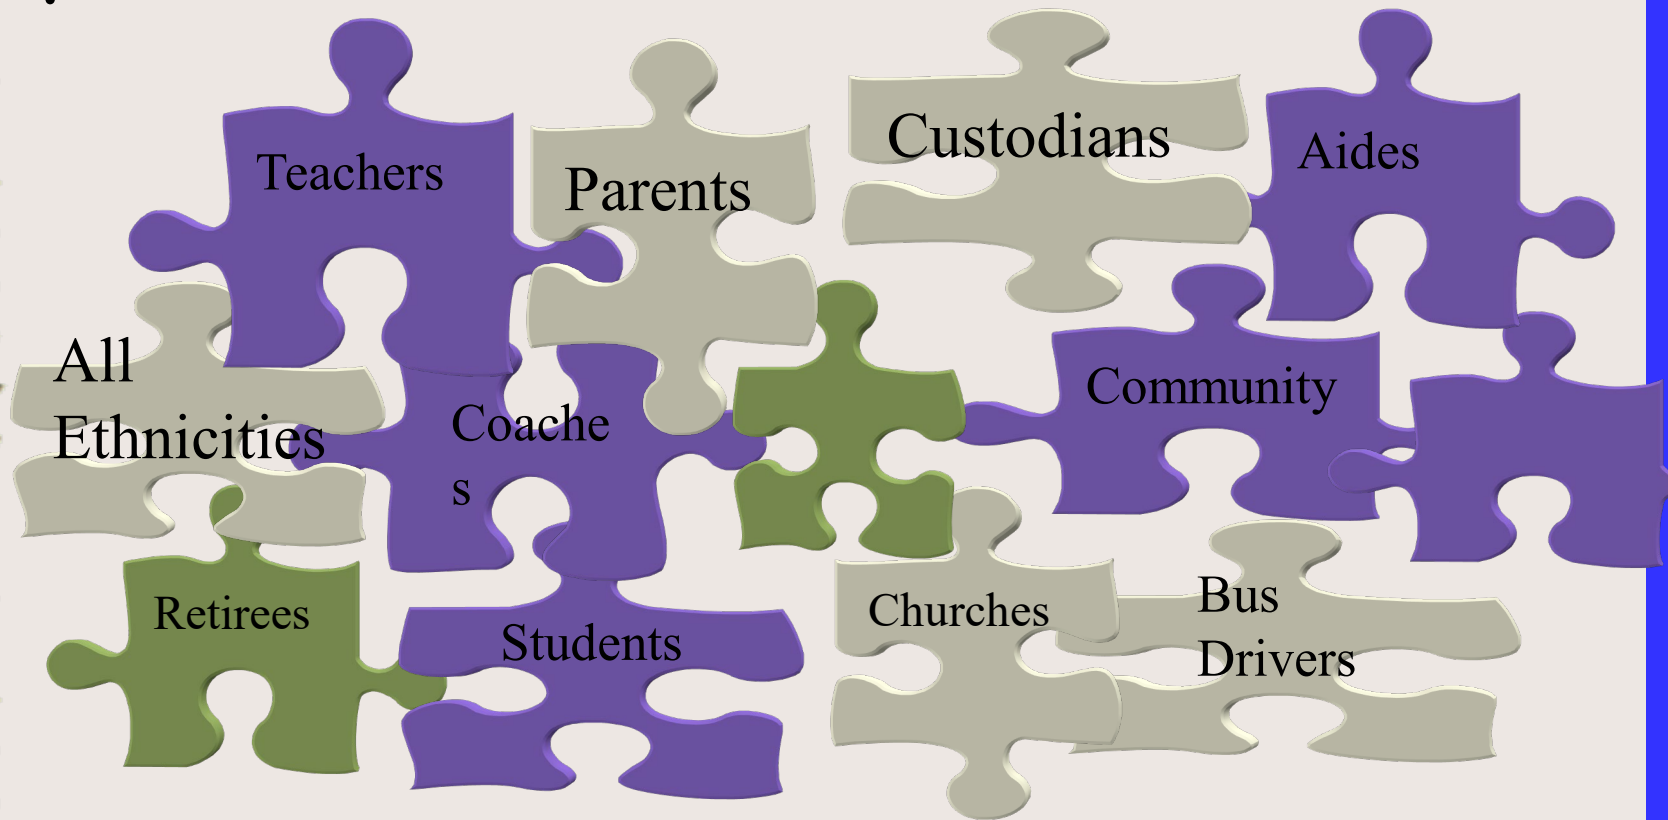 Teachers
Parents
Custodians
Aides
All
Ethnicities
Coache
s
Community
Retirees
Students
Churches
Bus
Drivers